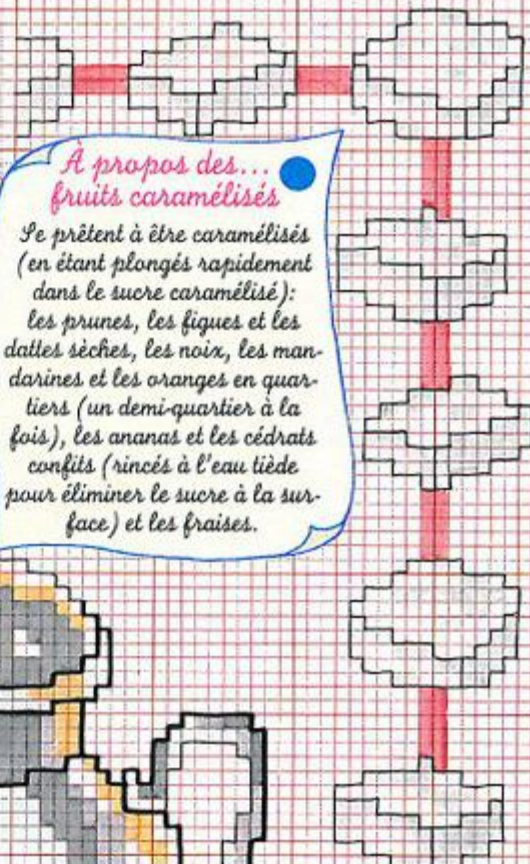 À propos des...
fruits caramélisés
Se prêtent à être caramélisés
(en étant plongés rapidement
dans le sucre caramélisé):
les prunes, les figues et les
dattes sèches, les noix, les man-
darines et les oranges en quar-
tiers (un demi-quartier à la
fois), les ananas et les cédrats
confits (rincés à l'eau tiède
pour éliminer le sucre à la sur-
face) et les fraises.